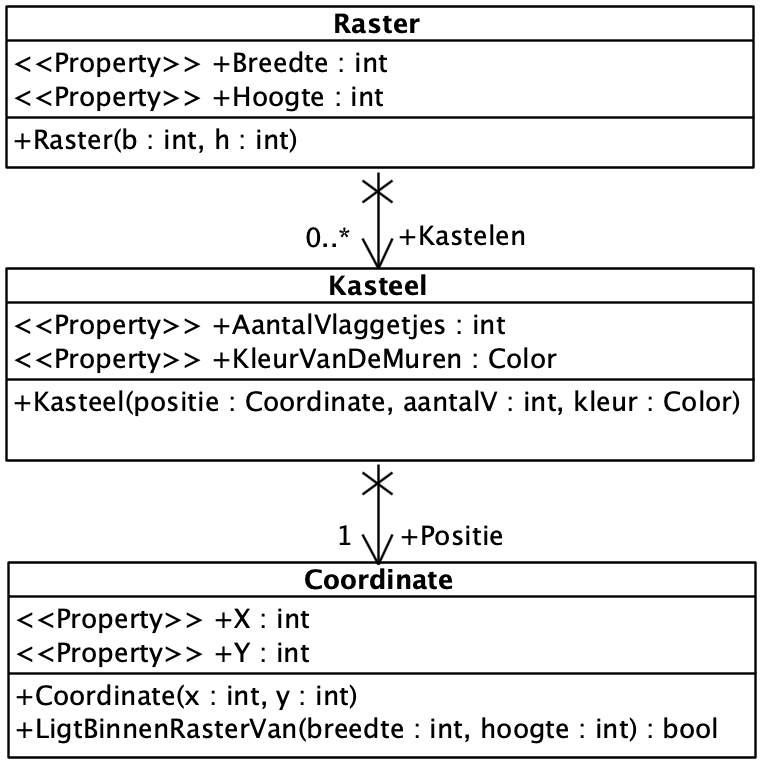 Raster
<<Property>> +Breedte : int
<<Property>> +Hoogte : int
+Raster(b : int, h : int)
0..* +Kastelen
Kasteel
<<Property>> +AantalVlaggetjes : int
<<Property>> +KleurVanDeMuren : Color
+Kasteel(positie : Coordinate, aantalV : int, kleur : Color)
1 +Positie
Coordinate
<<Property>> +X : int
<<Property>> +Y : int
+Coordinate(x : int, y : int)
+LigtBinnenRasterVan(breedte : int, hoogte : int) : bool